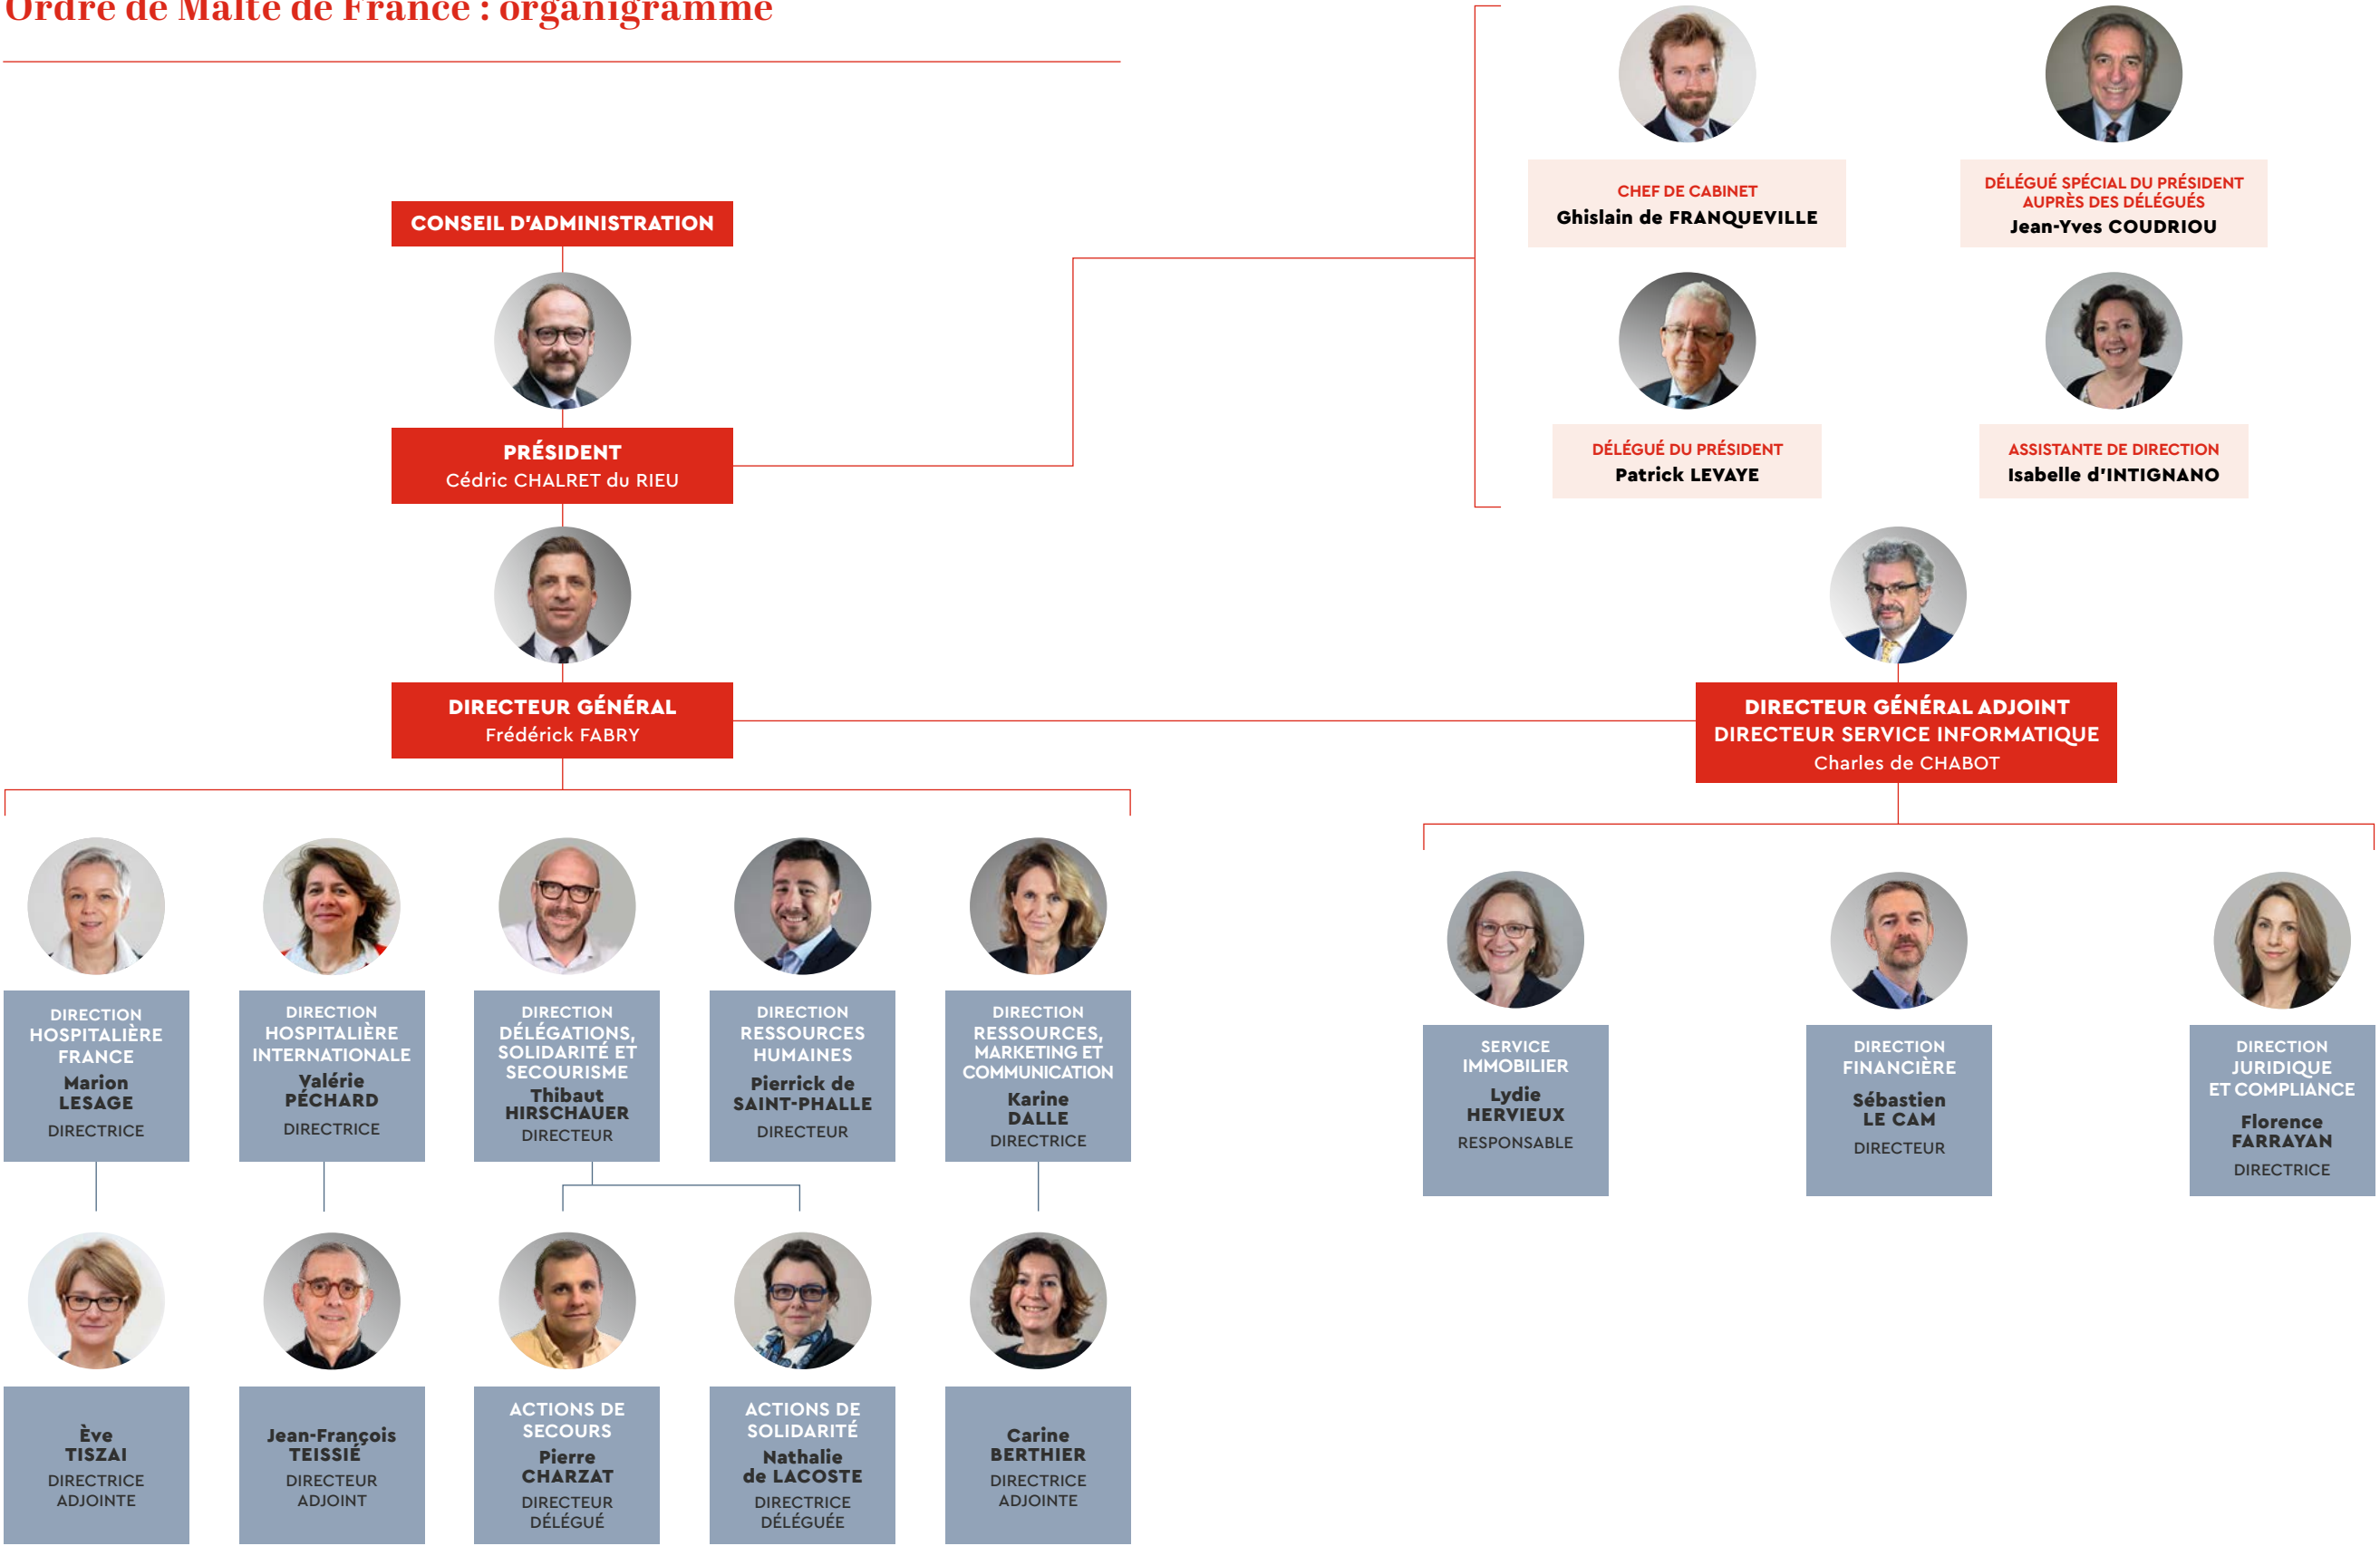 Ordre de Malte de France : organigramme
CHEF DE CABINET
Ghislain de FRANQUEVILLE
DÉLÉGUÉ SPÉCIAL DU PRÉSIDENT
AUPRÈS DES DÉLÉGUÉS
Jean-Yves COUDRIOU
CONSEIL D'ADMINISTRATION
PRÉSIDENT
Cédric CHALRET du RIEU
DÉLÉGUÉ DU PRÉSIDENT
Patrick LEVAYE
ASSISTANTE DE DIRECTION
Isabelle d'INTIGNANO
DIRECTEUR GÉNÉRAL
Frédérick FABRY
DIRECTEUR GÉNÉRAL ADJOINT
DIRECTEUR SERVICE INFORMATIQUE
Charles de CHABOT
DIRECTION
HOSPITALIÈRE
FRANCE
Marion
LESAGE
DIRECTRICE
DIRECTION
HOSPITALIÈRE
INTERNATIONALE
Valérie
PÉCHARD
DIRECTRICE
DIRECTION
DÉLÉGATIONS,
SOLIDARITÉ ET
SECOURISME
Thibaut
HIRSCHAUER
DIRECTEUR
DIRECTION
RESSOURCES
HUMAINES
Pierrick de
SAINT-PHALLE
DIRECTEUR
DIRECTION
RESSOURCES,
MARKETING ET
COMMUNICATION
Karine
DALLE
DIRECTRICE
SERVICE
IMMOBILIER
Lydie
HERVIEUX
RESPONSABLE
DIRECTION
FINANCIÈRE
Sébastien
LE CAM
DIRECTEUR
DIRECTION
JURIDIQUE
ET COMPLIANCE
Florence
FARRAYAN
DIRECTRICE
Ève
TISZAI
DIRECTRICE
ADJOINTE
Jean-François
TEISSIÉ
DIRECTEUR
ADJOINT
ACTIONS DE
SECOURS
Pierre
CHARZAT
DIRECTEUR
DÉLÉGUÉ
ACTIONS DE
SOLIDARITÉ
Nathalie
de LACOSTE
DIRECTRICE
DÉLÉGUÉE
Carine
BERTHIER
DIRECTRICE
ADJOINTE